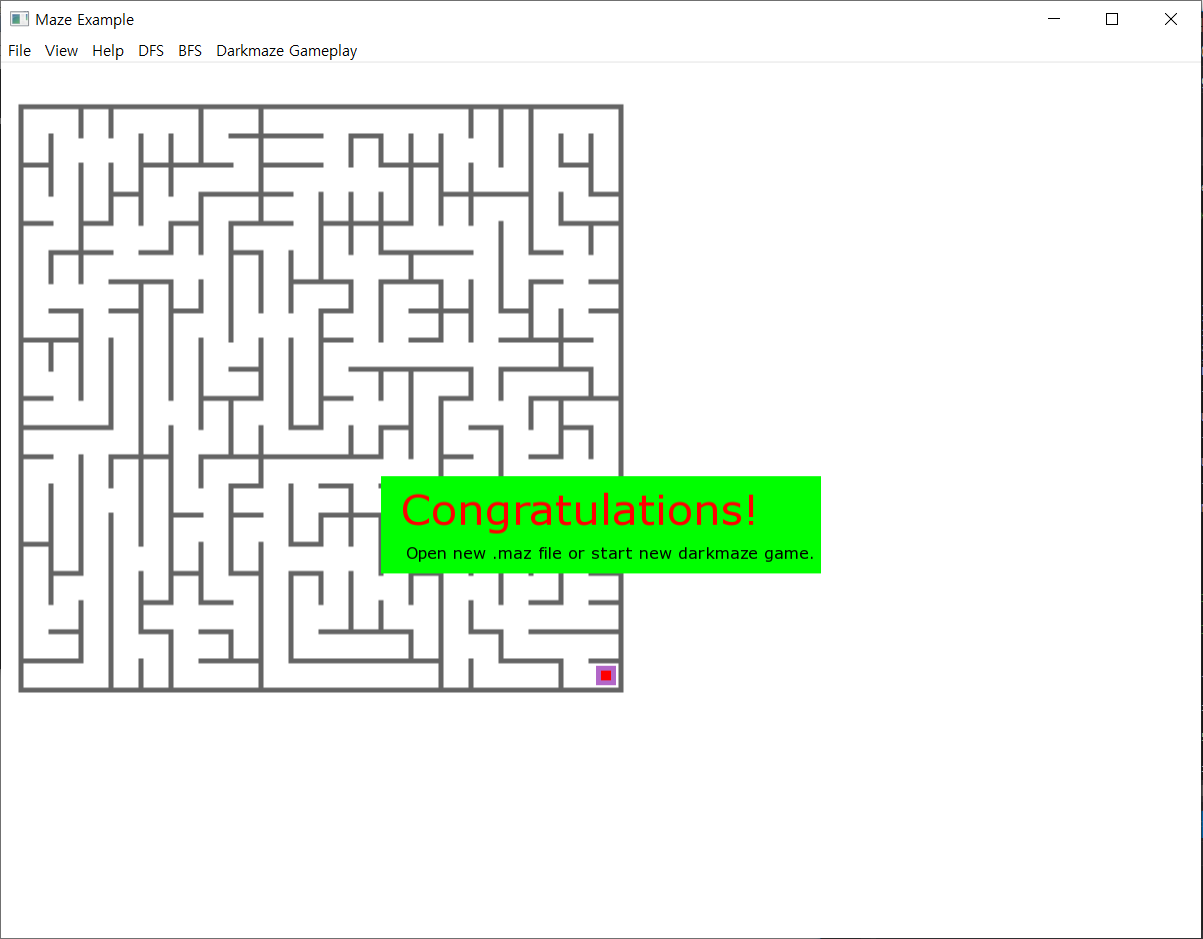 Maze Example
File View Help DFS BFS Darkmaze Gameplay
Congratulations!
Open new .maz file or start new darkmaze game.